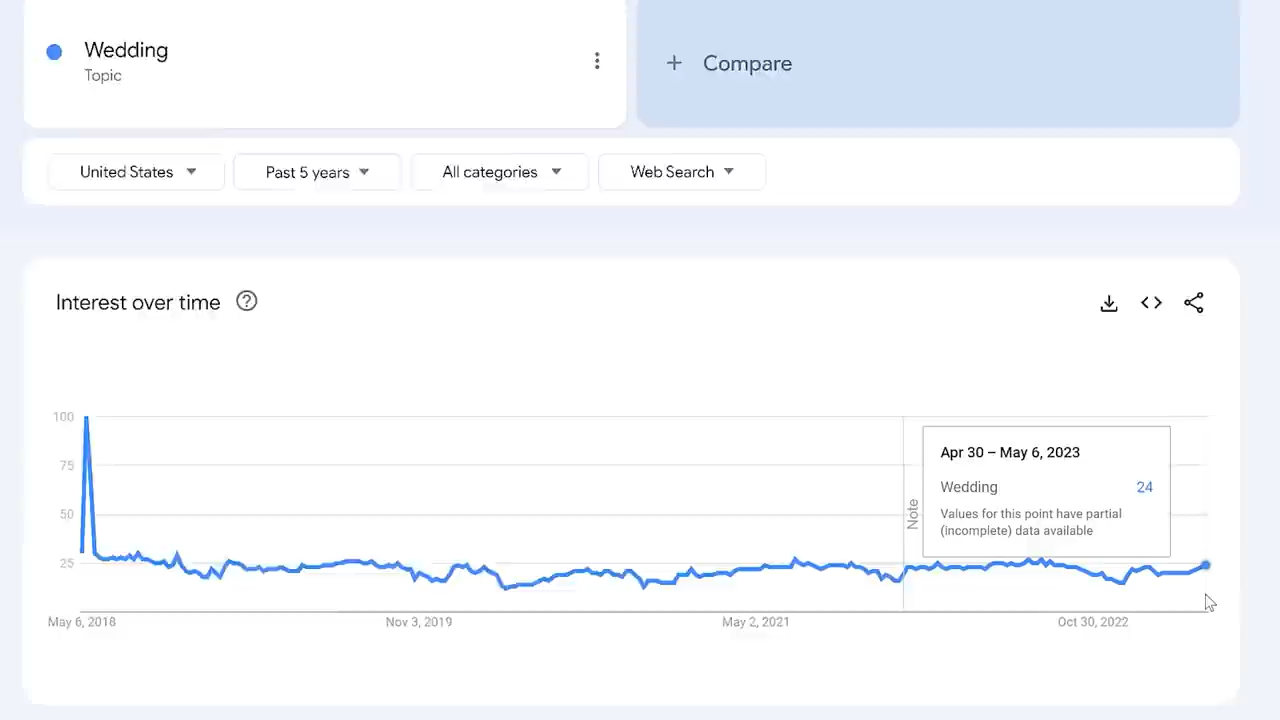 Wedding
Topic
+ Compare
United States
Past 5 years
All categories
Web Search
Interest over time
100
75
50
25
Note
Apr 30 – May 6, 2023
Wedding 24
Values for this point have partial
(incomplete) data available
May 6, 2018
Nov 3, 2019
May 2, 2021
Oct 30, 2022